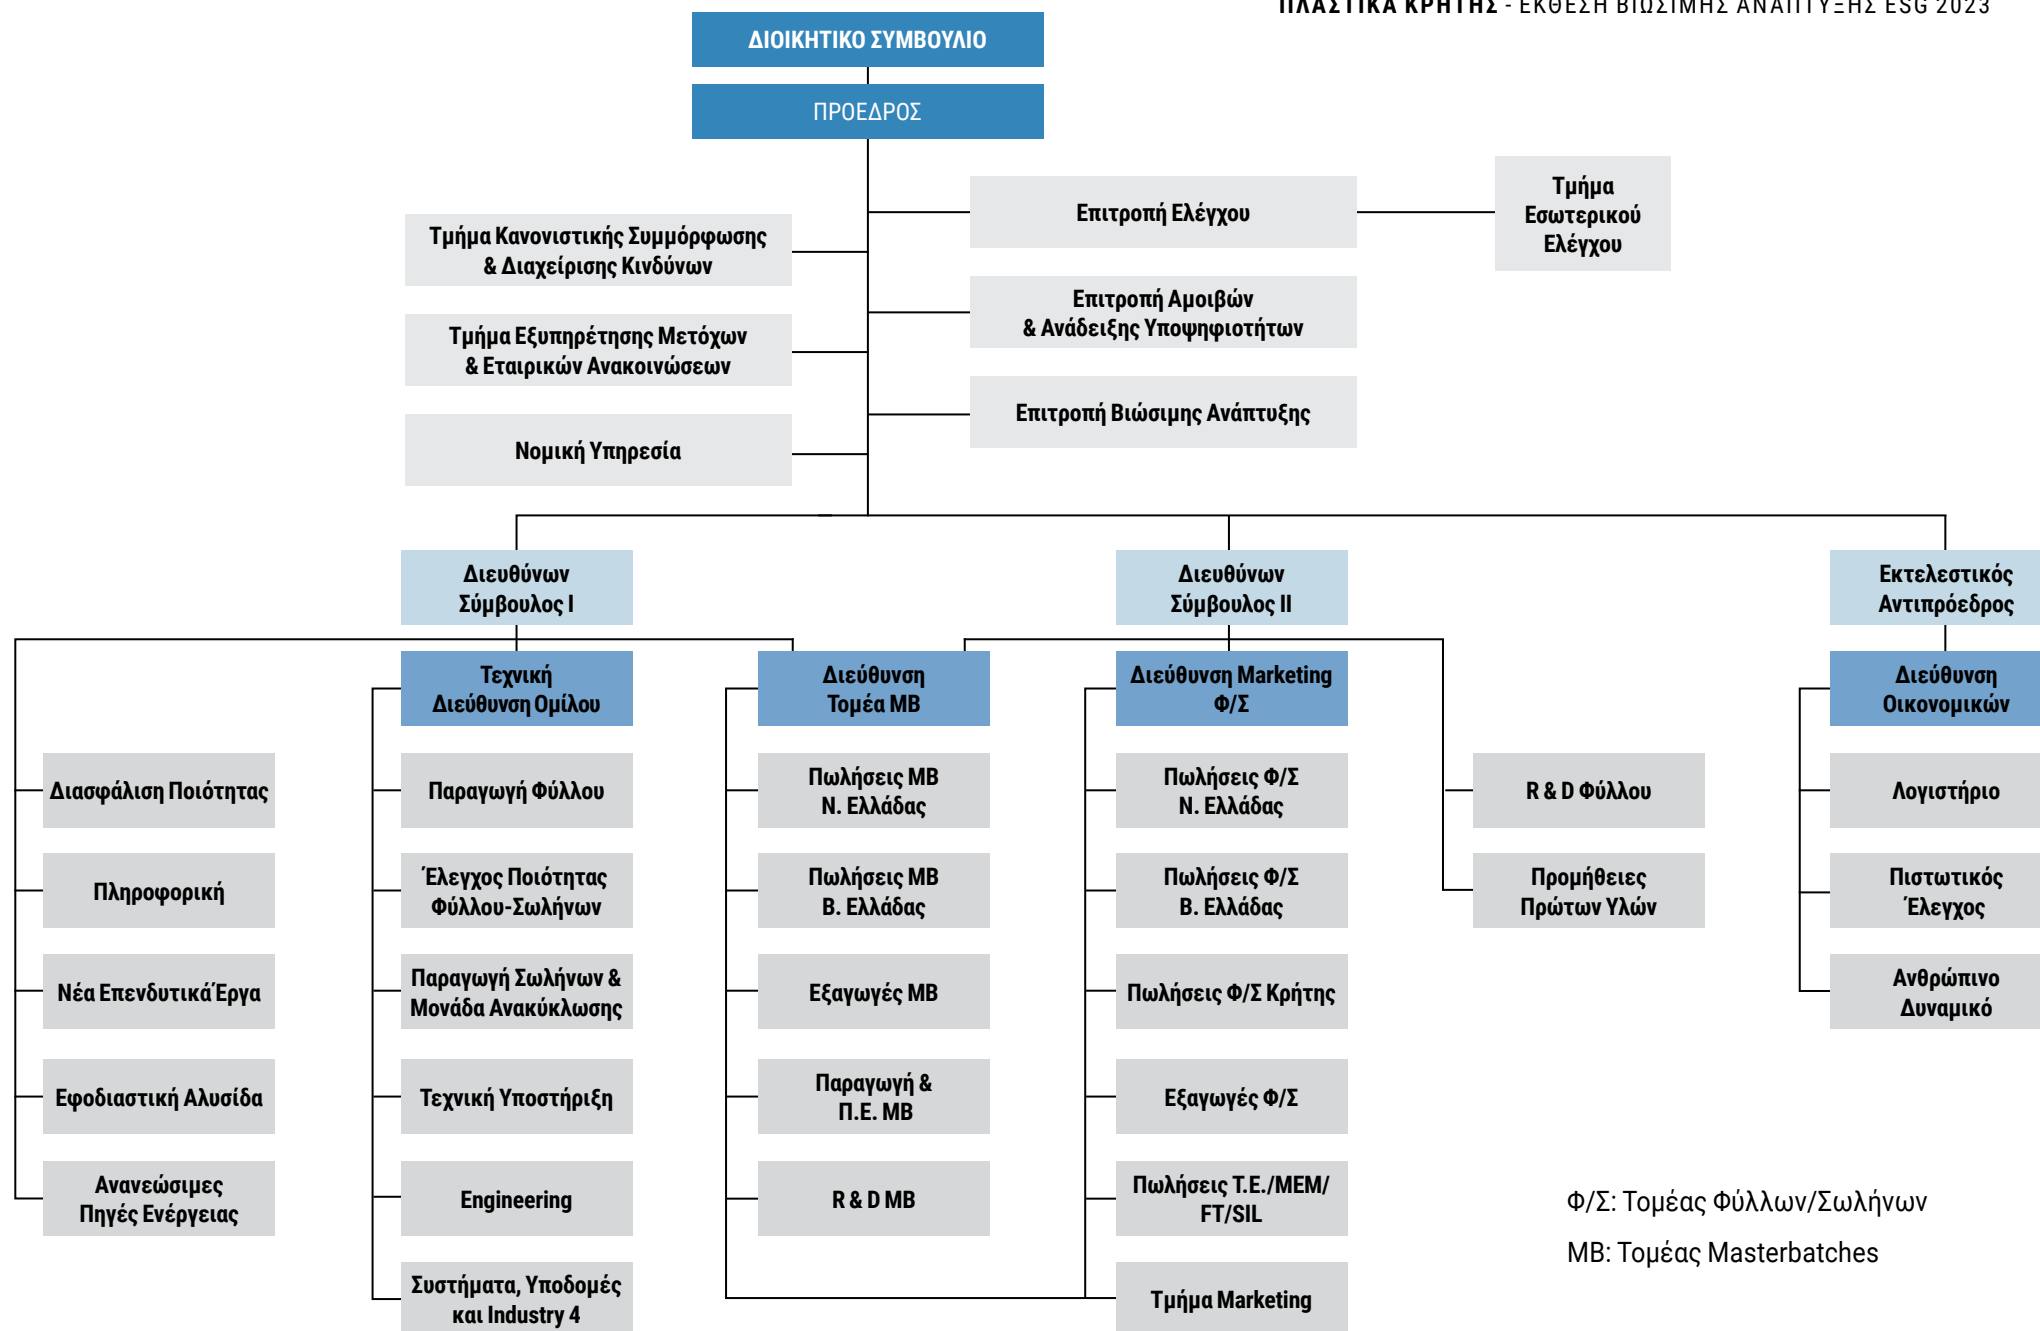 ΠΛΑΣΤΙΚΑ ΚΡΗΤΗΣ - ΕΚΘΕΣΗ ΒΙΩΣΙΜΗΣ ΑΝΑΠΤΥΞΗΣ ESG 2023
ΔΙΟΙΚΗΤΙΚΟ ΣΥΜΒΟΥΛΙΟ
ΠΡΟΕΔΡΟΣ
Επιτροπή Ελέγχου
Τμήμα
Εσωτερικού
Ελέγχου
Τμήμα Κανονιστικής Συμμόρφωσης
& Διαχείρισης Κινδύνων
Επιτροπή Αμοιβών
& Ανάδειξης Υποψηφιοτήτων
Τμήμα Εξυπηρέτησης Μετόχων
& Εταιρικών Ανακοινώσεων
Επιτροπή Βιώσιμης Ανάπτυξης
Νομική Υπηρεσία
Διευθύνων
Σύμβουλος I
Διευθύνων
Σύμβουλος II
Εκτελεστικός
Αντιπρόεδρος
Τεχνική
Διεύθυνση Ομίλου
Διεύθυνση
Τομέα MB
Διεύθυνση Marketing
Φ/Σ
Διεύθυνση
Οικονομικών
Διασφάλιση Ποιότητας
Πληροφορική
Νέα Επενδυτικά Έργα
Εφοδιαστική Αλυσίδα
Ανανεώσιμες
Πηγές Ενέργειας
Παραγωγή Φύλλου
Έλεγχος Ποιότητας
Φύλλου-Σωλήνων
Παραγωγή Σωλήνων &
Μονάδα Ανακύκλωσης
Τεχνική Υποστήριξη
Engineering
Συστήματα, Υποδομές
και Industry 4
Πωλήσεις MB
Ν. Ελλάδας
Πωλήσεις MB
Β. Ελλάδας
Εξαγωγές MB
Παραγωγή &
Π.Ε. MB
R & D MB
Πωλήσεις Φ/Σ
Ν. Ελλάδας
Πωλήσεις Φ/Σ
Β. Ελλάδας
Πωλήσεις Φ/Σ Κρήτης
Εξαγωγές Φ/Σ
Πωλήσεις Τ.Ε./MEM/
FT/SIL
Τμήμα Marketing
R & D Φύλλου
Προμήθειες
Πρώτων Υλών
Λογιστήριο
Πιστωτικός
Έλεγχος
Ανθρώπινο
Δυναμικό
Φ/Σ: Τομέας Φύλλων/Σωλήνων
MB: Τομέας Masterbatches